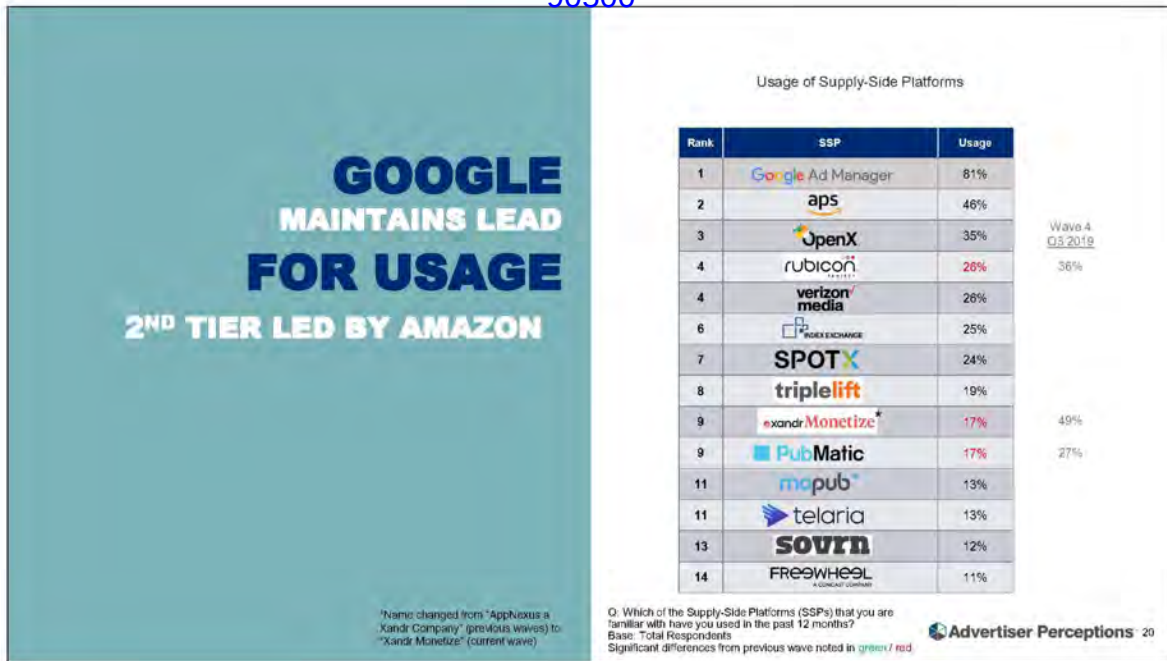 GOOGLE
MAINTAINS LEAD
FOR USAGE
2ND TIER LED BY AMAZON
*Name changed from "AppNexus a
Xandr Company" (previous waves) to
"Xandr Monetize" (current wave)
Usage of Supply-Side Platforms
Rank SSP Usage
1 Google Ad Manager 81%
2 aps 46%
3 OpenX 35%
Wave 4
Q3 2019
4 rubicon PROJECT 26% 36%
4 verizon media 26%
6 INDEX EXCHANGE 25%
7 SPOTX 24%
8 triplelift 19%
9 xandr Monetize* 17% 49%
9 PubMatic 17% 27%
11 mopub 13%
11 telaria 13%
13 sovrn 12%
14 FREEWHEEL A COMCAST COMPANY 11%
Q: Which of the Supply-Side Platforms (SSPs) that you are
familiar with have you used in the past 12 months?
Base: Total Respondents
Significant differences from previous wave noted in green / red
Advertiser Perceptions 20